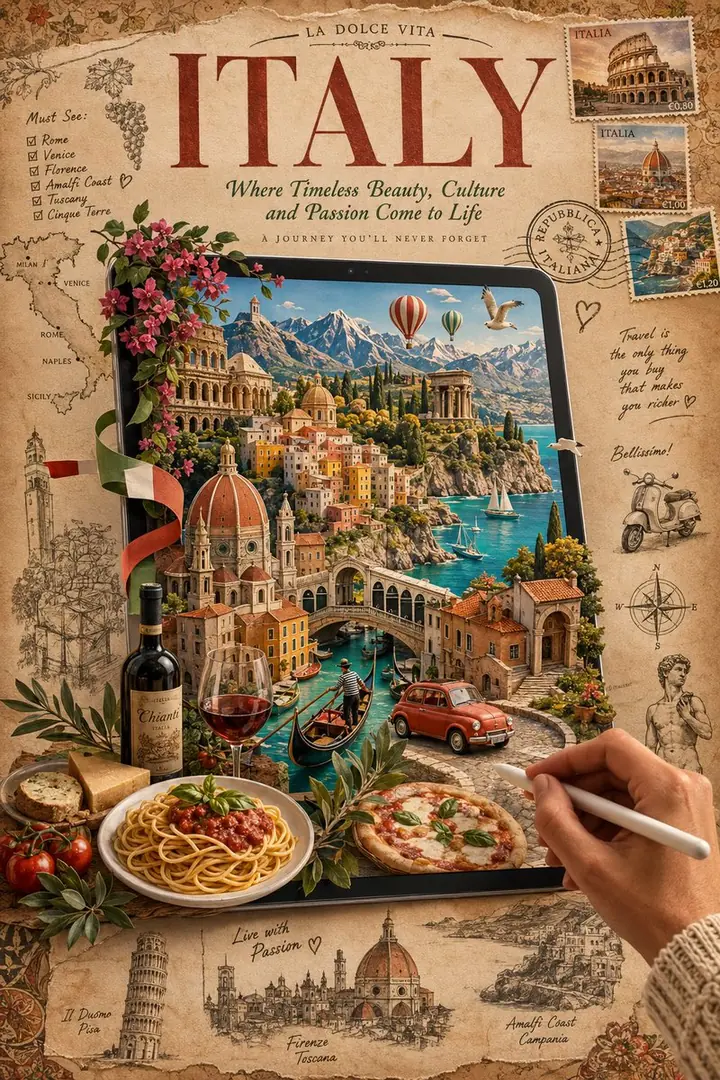 LA DOLCE VITA
ITALY
Where Timeless Beauty, Culture
and Passion Come to Life
A JOURNEY YOU'LL NEVER FORGET
Must See:
Rome
Venice
Florence
Amalfi Coast
Tuscany
Cinque Terre
ITALIA
€0,80
ITALIA
€1,00
€1,20
REPUBBLICA
ITALIANA
MILAN
VENICE
ROME
NAPLES
SICILY
Travel is
the only thing
you buy
that makes
you richer
Bellissimo!
N
W E
S
Chianti
ITALIA
Live with
Passion
Il Duomo
Pisa
Firenze
Toscana
Amalfi Coast
Campania